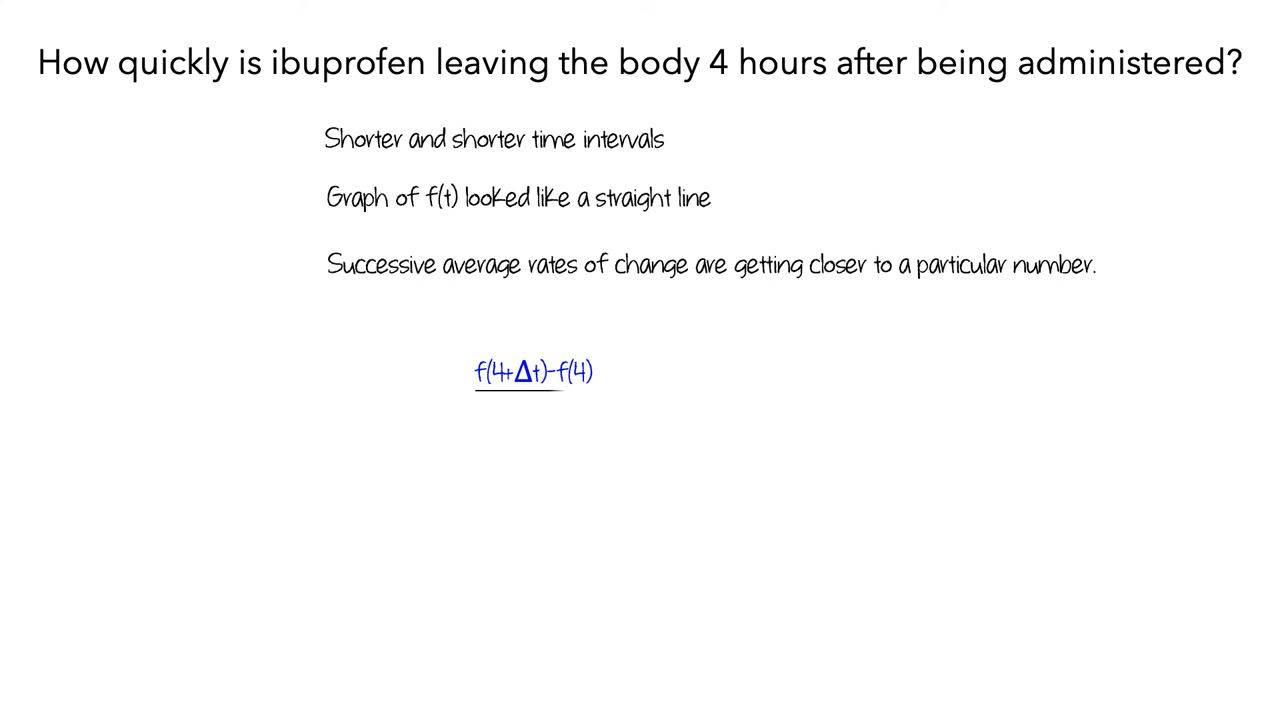 How quickly is ibuprofen leaving the body 4 hours after being administered?
Shorter and shorter time intervals
Graph of f(t) looked like a straight line
Successive average rates of change are getting closer to a particular number.
f(4+Δt)-f(4)